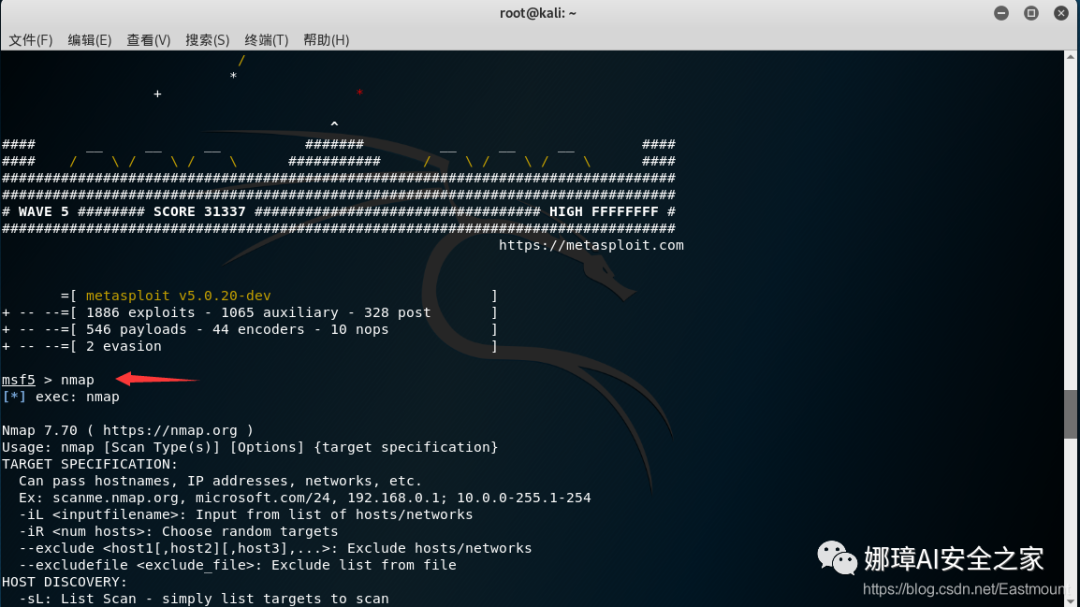 root@kali: ~
文件(F) 编辑(E) 查看(V) 搜索(S) 终端(T) 帮助(H)
/
*
+ *
^
#### __ __ __ ####### __ __ __ ####
#### / \ / \ / \ ########### / \ / \ / \ ####
################################################################################
################################################################################
# WAVE 5 ######## SCORE 31337 ################################## HIGH FFFFFFFF #
################################################################################
https://metasploit.com
=[ metasploit v5.0.20-dev ]
+ -- --=[ 1886 exploits - 1065 auxiliary - 328 post ]
+ -- --=[ 546 payloads - 44 encoders - 10 nops ]
+ -- --=[ 2 evasion ]
msf5 > nmap
[*] exec: nmap
Nmap 7.70 ( https://nmap.org )
Usage: nmap [Scan Type(s)] [Options] {target specification}
TARGET SPECIFICATION:
Can pass hostnames, IP addresses, networks, etc.
Ex: scanme.nmap.org, microsoft.com/24, 192.168.0.1; 10.0.0-255.1-254
-iL <inputfilename>: Input from list of hosts/networks
-iR <num hosts>: Choose random targets
--exclude <host1[,host2][,host3],...>: Exclude hosts/networks
--excludefile <exclude_file>: Exclude list from file
HOST DISCOVERY:
-sL: List Scan - simply list targets to scan
娜璋AI安全之家
https://blog.csdn.net/Eastmount